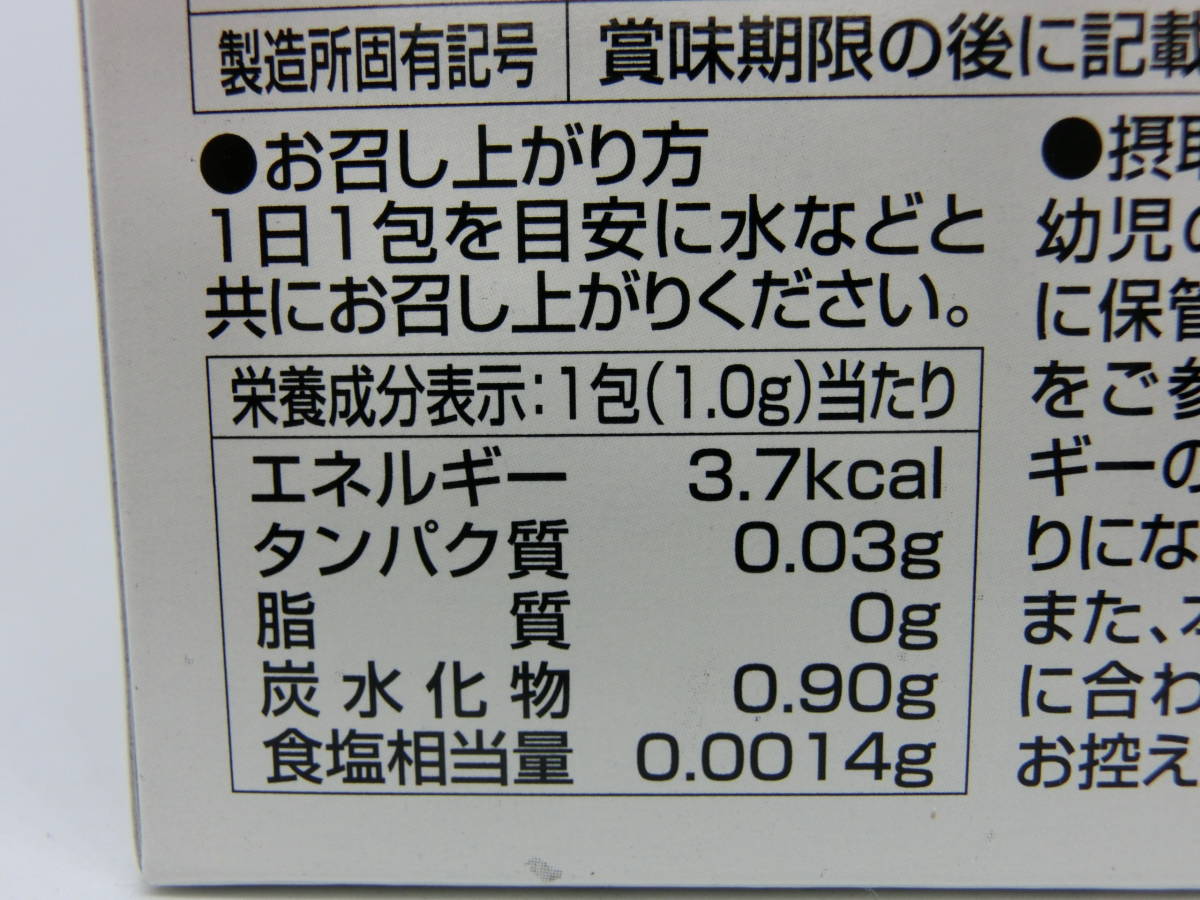 製造所固有記号 賞味期限の後に記載
●お召し上がり方
1日1包を目安に水などと
共にお召し上がりください。
栄養成分表示:1包(1.0g)当たり
エネルギー 3.7kcal
タンパク質 0.03g
脂質 0g
炭水化物 0.90g
食塩相当量 0.0014g
●摂取
幼児の
に保管
をご参
ギーの
りにな
また、
に合わ
お控え